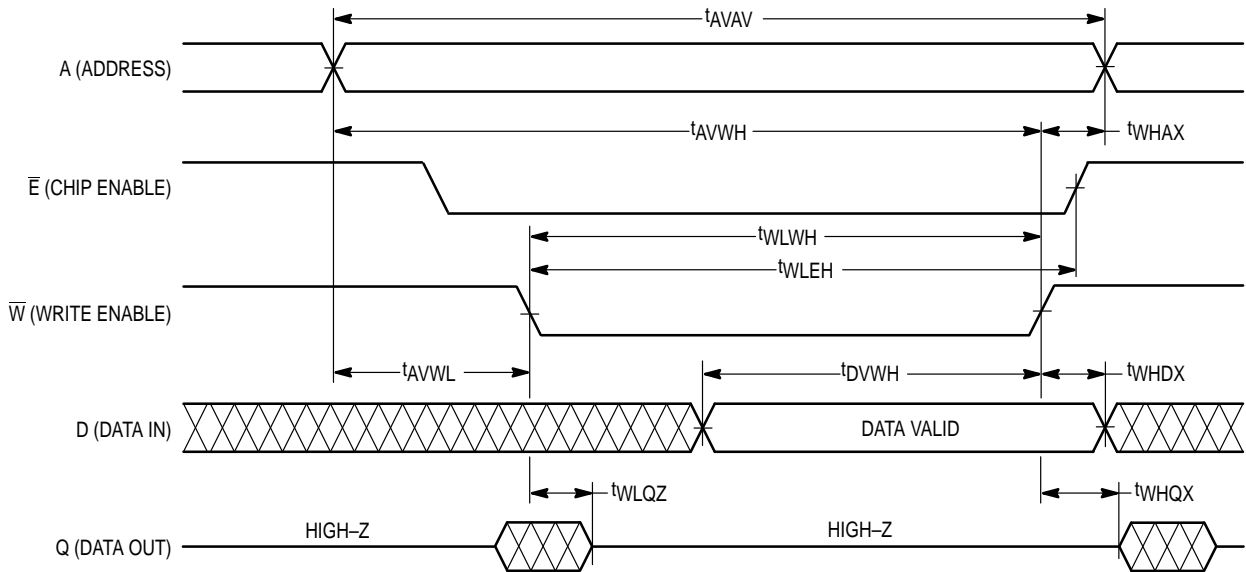 tAVAV
A (ADDRESS)
tAVWH
tWHAX
E (CHIP ENABLE)
tWLWH
tWLEH
W (WRITE ENABLE)
tAVWL
tDVWH
tWHDX
D (DATA IN)
DATA VALID
tWLQZ
tWHQX
HIGH–Z
HIGH–Z
Q (DATA OUT)